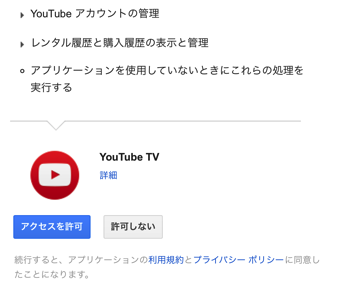 YouTube アカウントの管理
レンタル履歴と購入履歴の表示と管理
アプリケーションを使用していないときにこれらの処理を
実行する
YouTube TV
詳細
アクセスを許可
許可しない
続行すると、アプリケーションの利用規約とプライバシー ポリシーに同意し
たことになります。